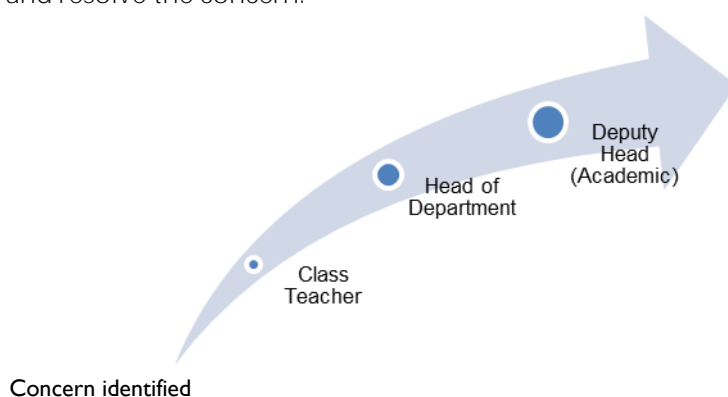 and resolve the concern.
Deputy
Head
(Academic)
Head of
Department
Class
Teacher
Concern identified